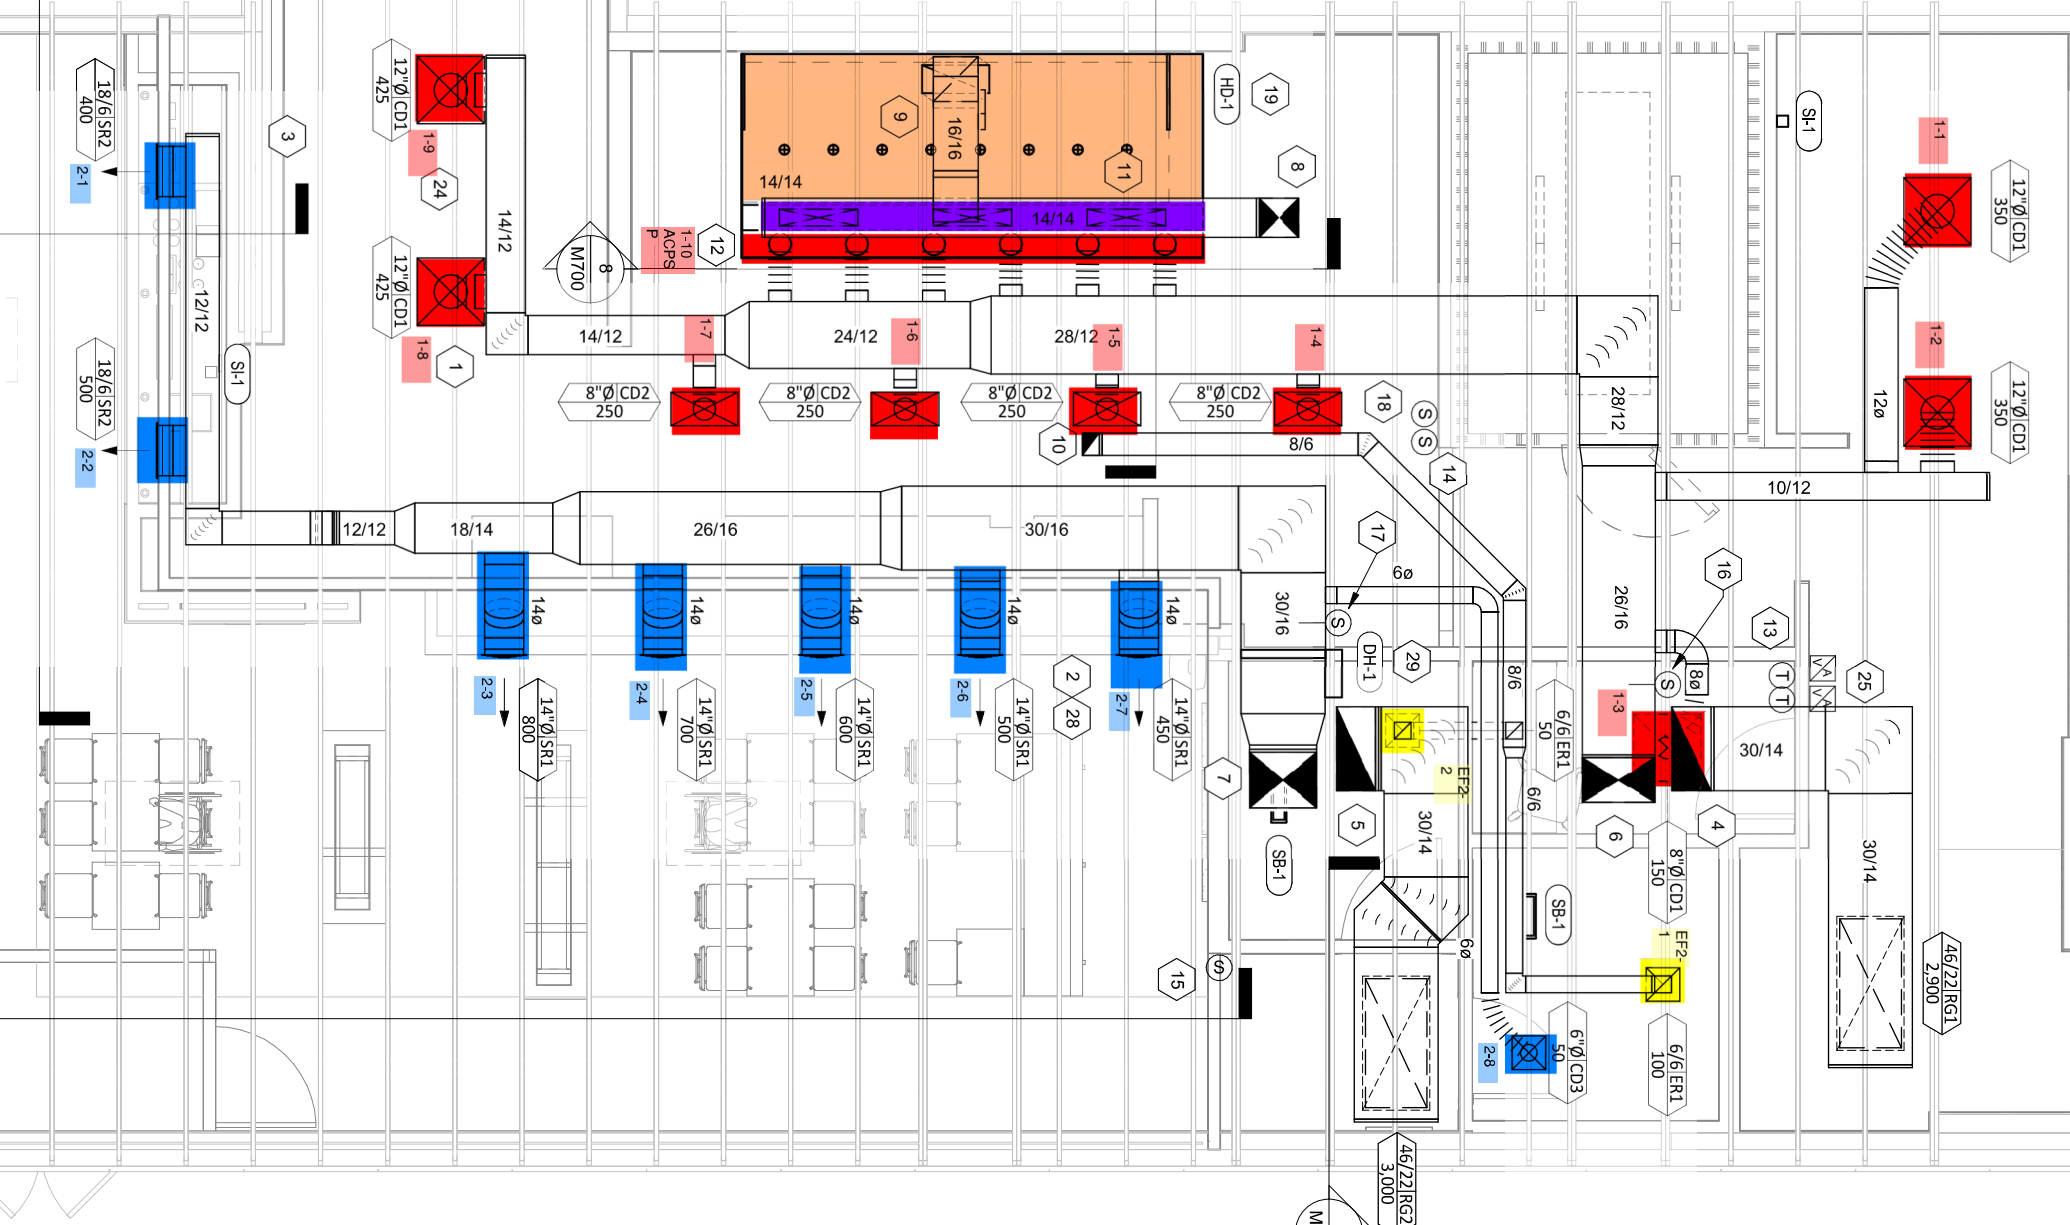 18/6 SR2
400
2-1
3
12"Ø CD1
425
1-9
24
14/12
12/12
SI-1
18/6 SR2
500
2-2
12"Ø CD1
425
1-8
1
8
M700
1-10
ACPS
P
12
9
16/16
11
14/14
14/14
HD-1
19
8
SI-1
1-1
12"Ø CD1
350
1-2
12"Ø CD1
350
12ø
10/12
14/12
1-7
24/12
1-6
28/12
1-5
1-4
28/12
8"Ø CD2
250
8"Ø CD2
250
8"Ø CD2
250
8"Ø CD2
250
18
S
S
10
8/6
14
12/12
18/14
26/16
30/16
17
6ø
30/16
S
DH-1
29
26/16
16
13
8ø
S
T
T
V
A
V
A
25
14ø
14ø
14ø
14ø
14ø
2-3
14"Ø SR1
800
2-4
14"Ø SR1
700
2-5
14"Ø SR1
600
2-6
14"Ø SR1
500
2
28
2-7
14"Ø SR1
450
7
8/6
6/6 ER1
50
1-3
30/14
EF2-
2
6/6
5
30/14
6
4
30/14
SB-1
8"Ø CD1
150
SB-1
EF2-
1
6ø
15
S
46/22 RG1
2,900
6"Ø CD3
50
2-8
6/6 ER1
100
46/22 RG2
3,000
M